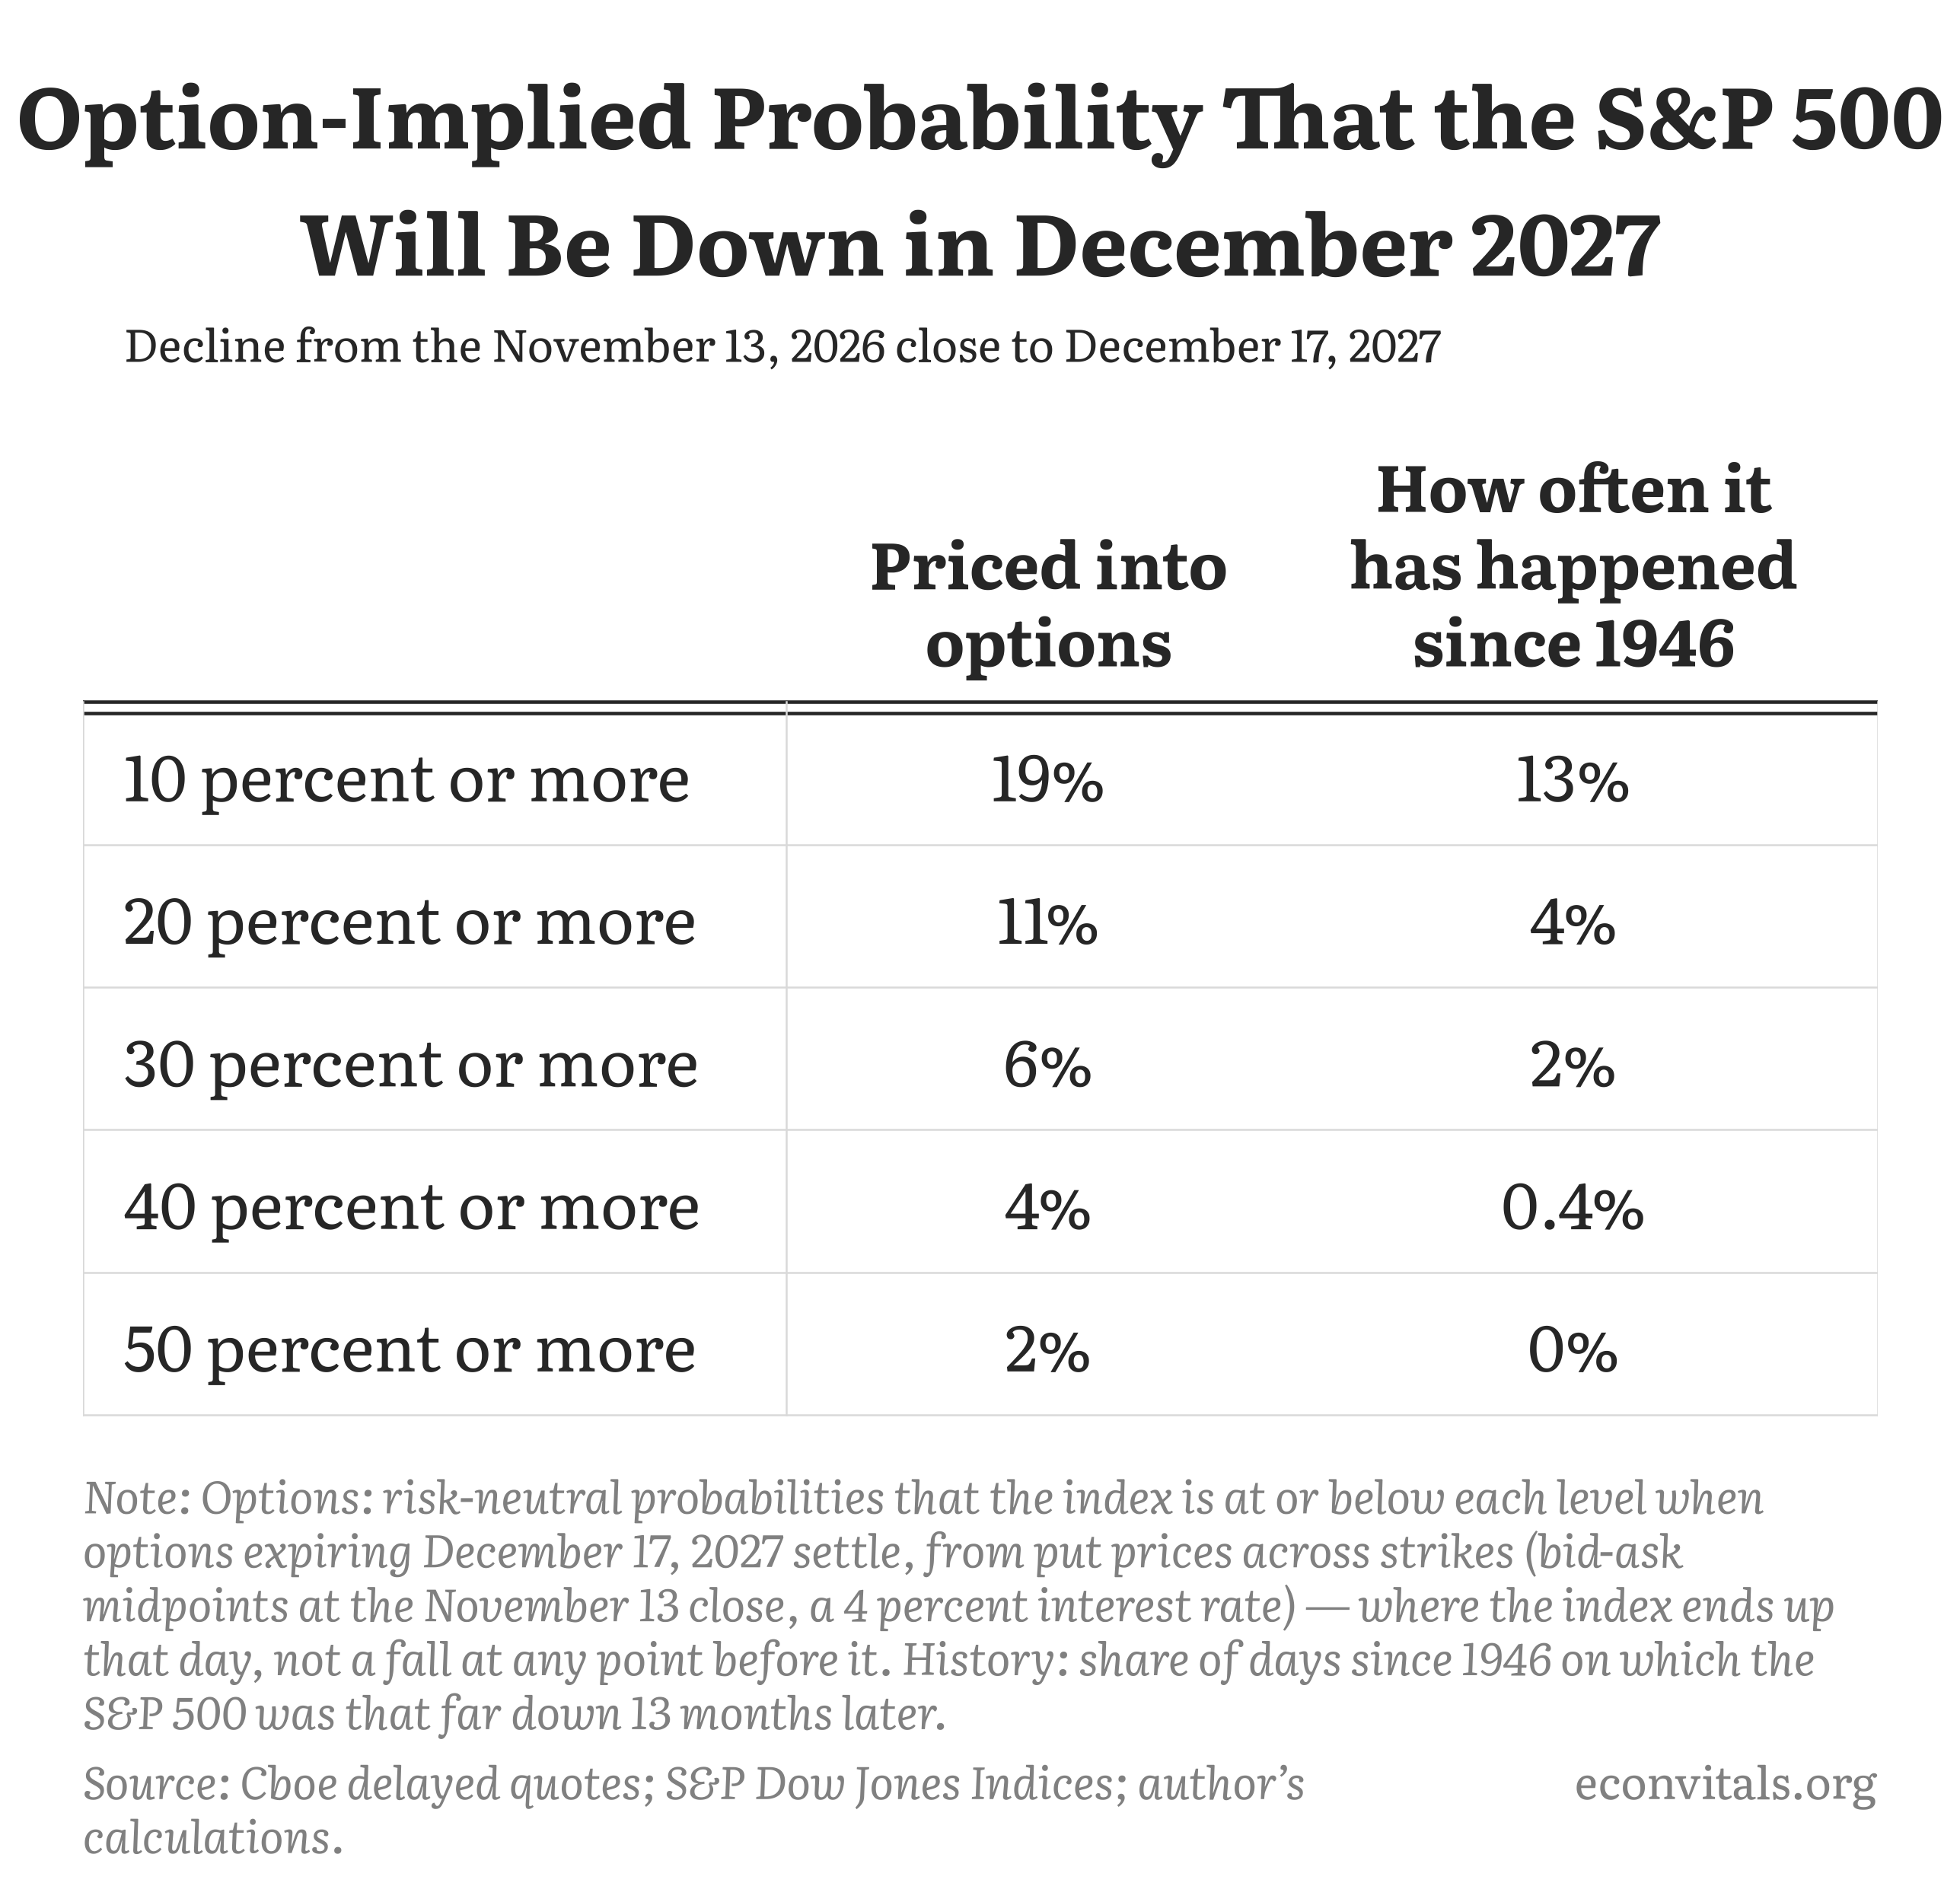 Option-Implied Probability That the S&P 500
Will Be Down in December 2027
Decline from the November 13, 2026 close to December 17, 2027
Priced into
options
How often it
has happened
since 1946
10 percent or more 19% 13%
20 percent or more 11% 4%
30 percent or more 6% 2%
40 percent or more 4% 0.4%
50 percent or more 2% 0%
Note: Options: risk-neutral probabilities that the index is at or below each level when
options expiring December 17, 2027 settle, from put prices across strikes (bid-ask
midpoints at the November 13 close, a 4 percent interest rate) — where the index ends up
that day, not a fall at any point before it. History: share of days since 1946 on which the
S&P 500 was that far down 13 months later.
Source: Cboe delayed quotes; S&P Dow Jones Indices; author’s
calculations.
econvitals.org